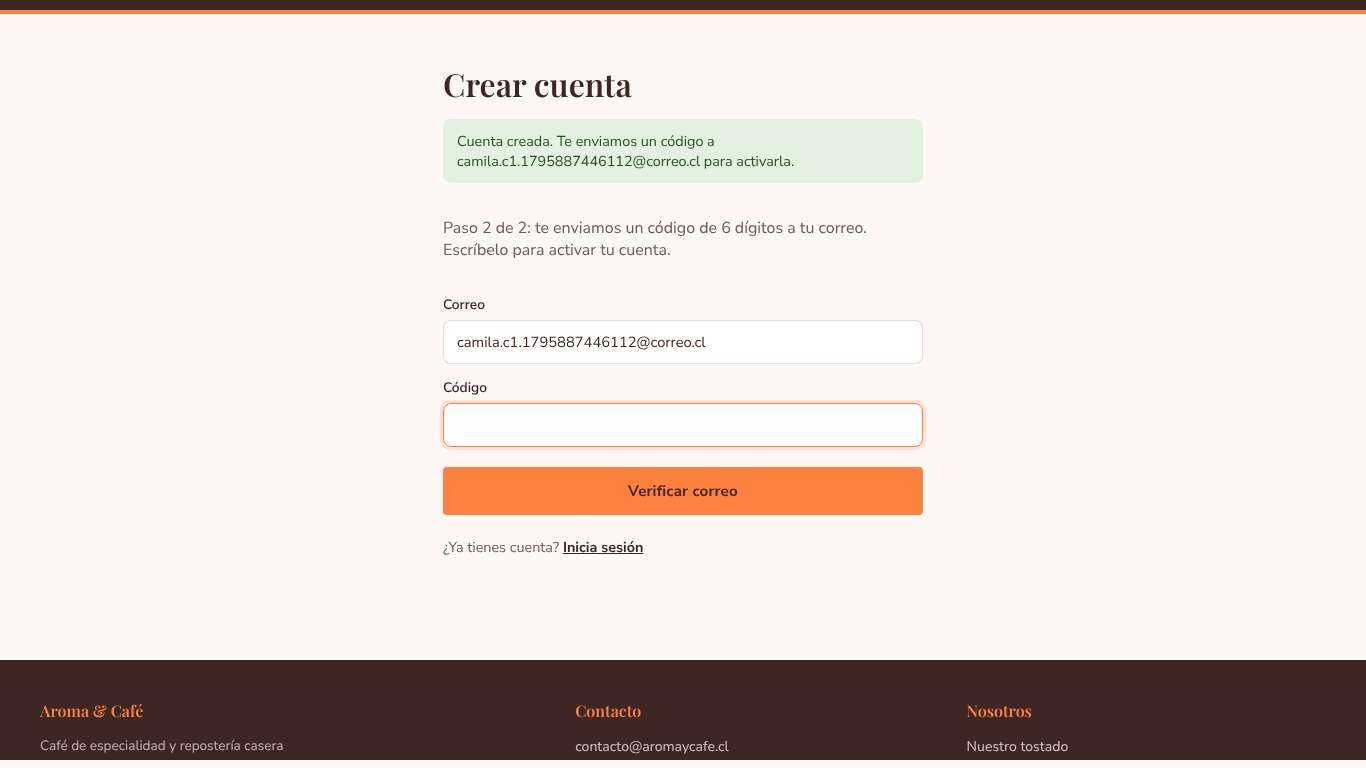 Crear cuenta
Cuenta creada. Te enviamos un código a
camila.c1.1795887446112@correo.cl para activarla.
Paso 2 de 2: te enviamos un código de 6 dígitos a tu correo.
Escríbelo para activar tu cuenta.
Correo
camila.c1.1795887446112@correo.cl
Código
Verificar correo
¿Ya tienes cuenta? Inicia sesión
Aroma & Café
Café de especialidad y repostería casera
Contacto
contacto@aromaycafe.cl
Nosotros
Nuestro tostado